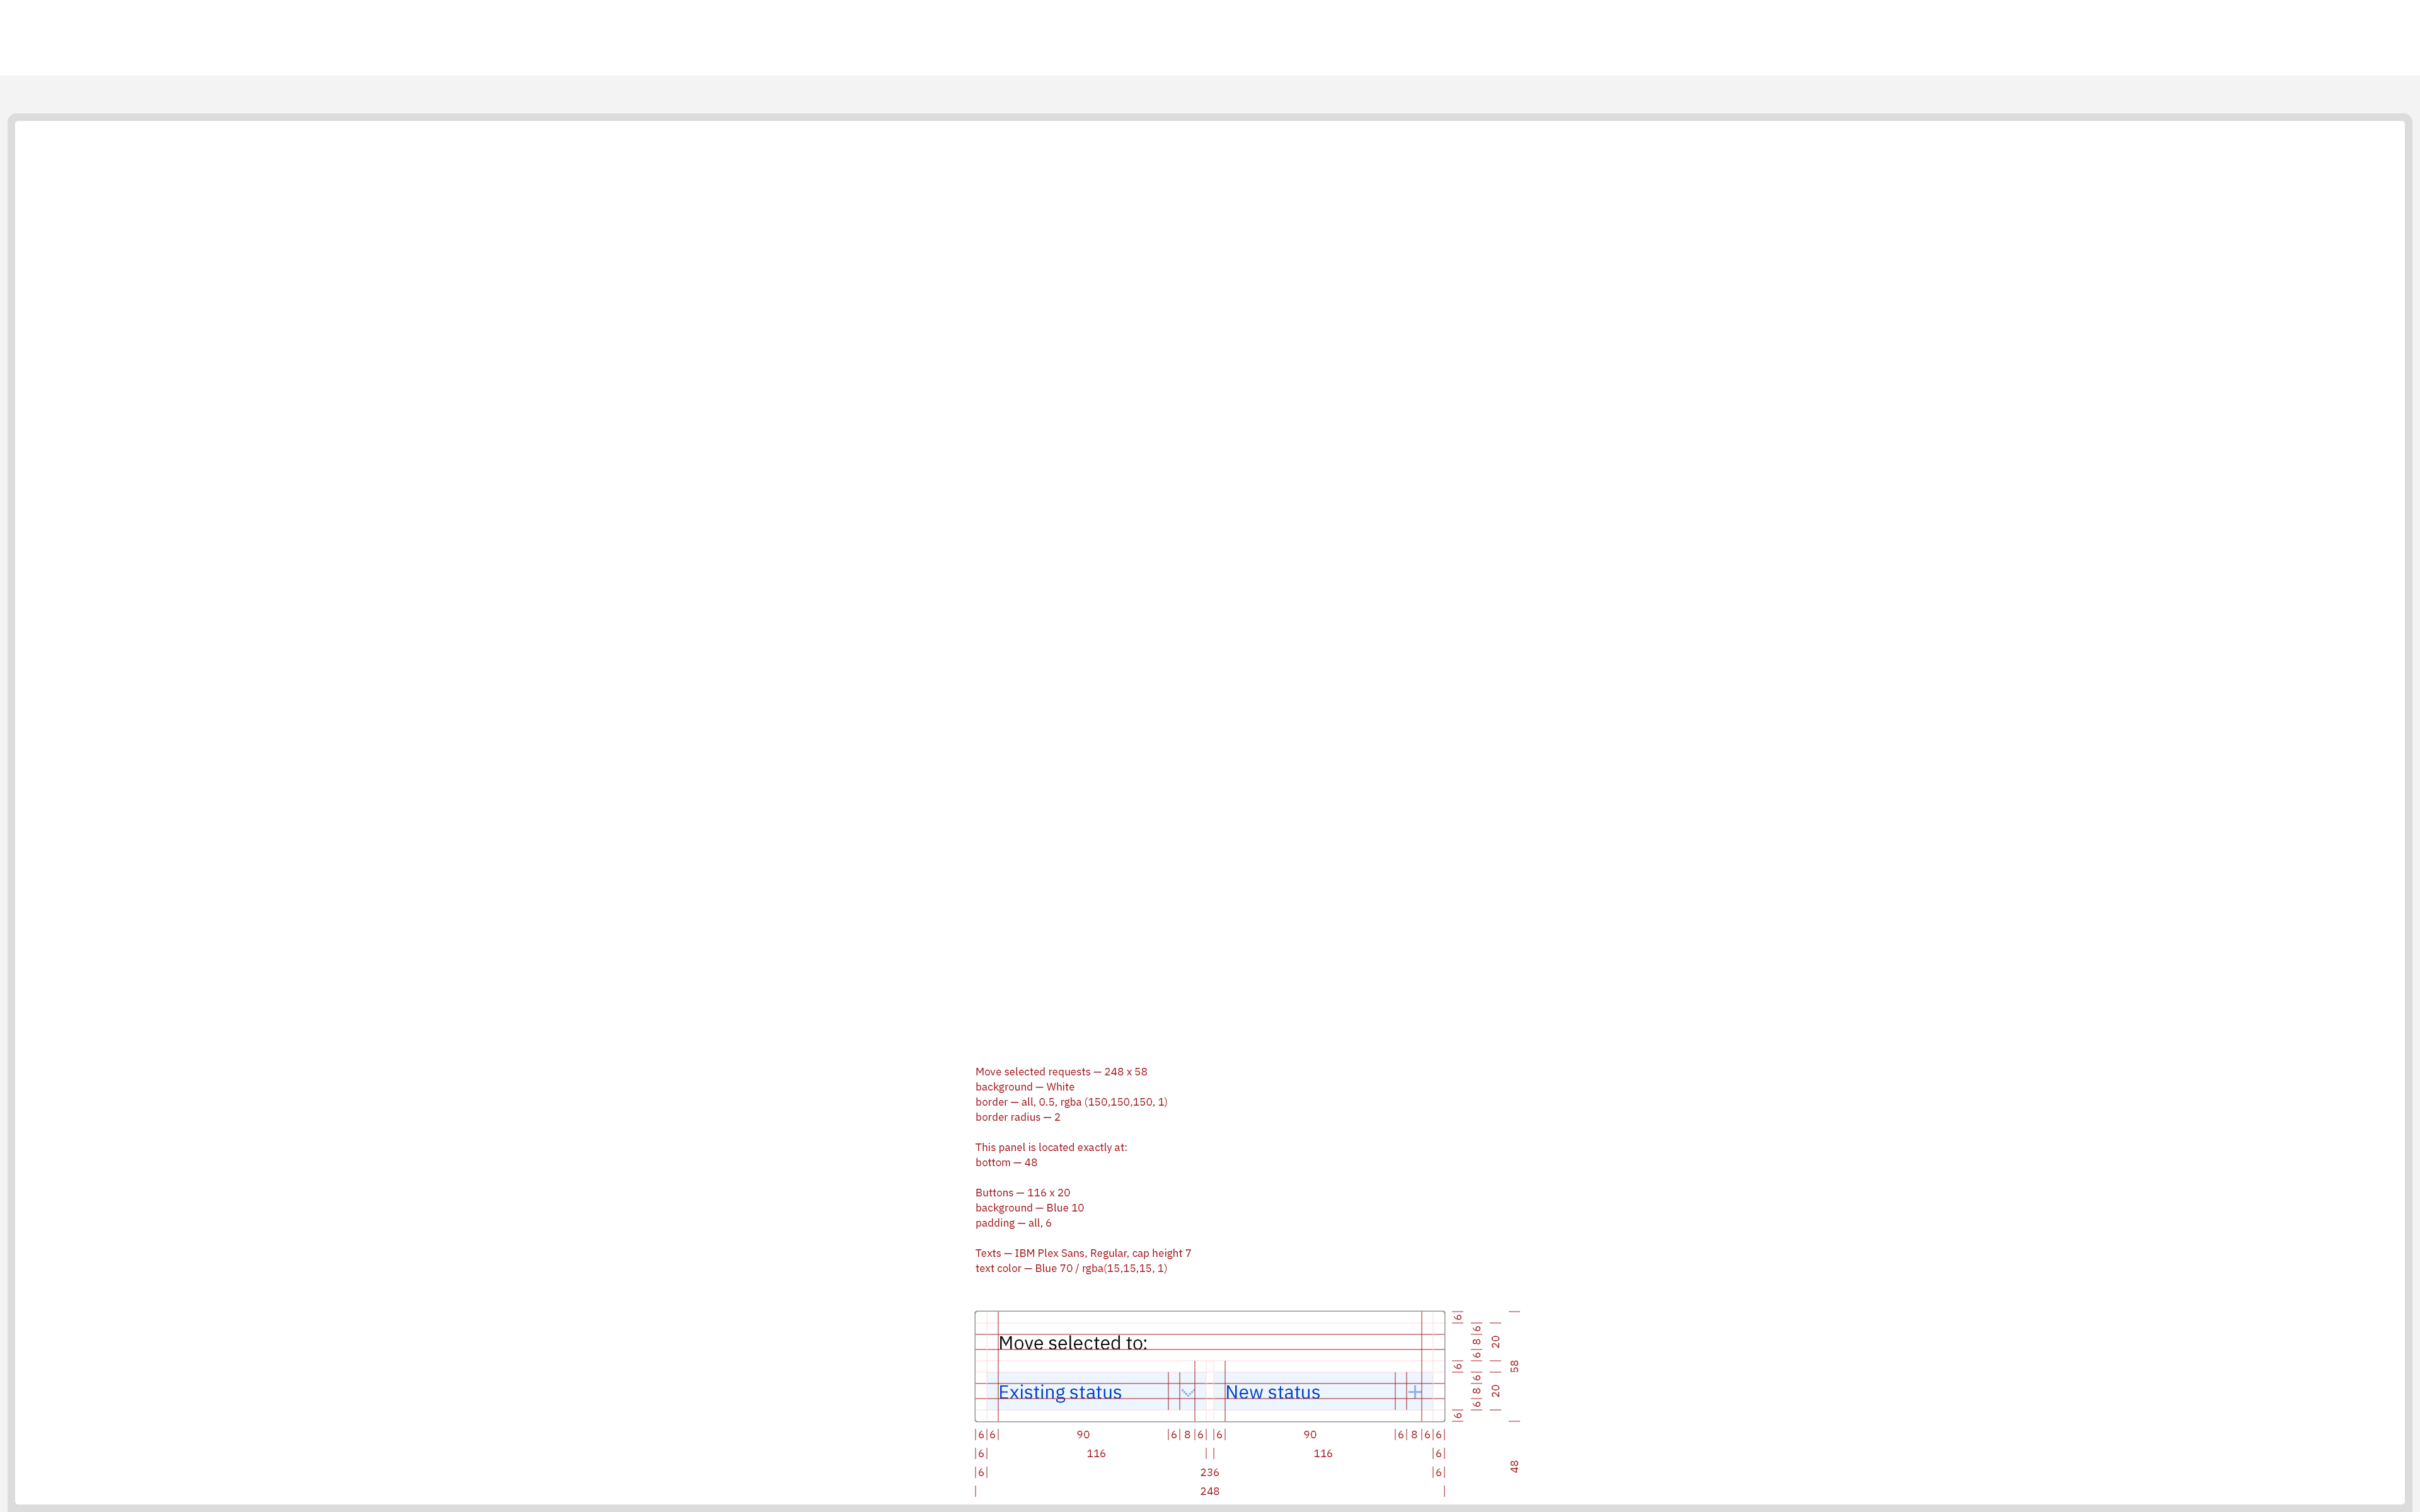 Move selected requests — 248 x 58
background — White
border — all, 0.5, rgba (150,150,150, 1)
border radius — 2
This panel is located exactly at:
bottom — 48
Buttons — 116 x 20
background — Blue 10
padding — all, 6
Texts — IBM Plex Sans, Regular, cap height 7
text color — Blue 70 / rgba(15,15,15, 1)
Move selected to:
Existing status
New status
6
6
6
6 8 6
6 8 6
20
20
58
48
6 6 90 6 8 6 6 90 6 8 6 6
6 116 116 6
6 236 6
248